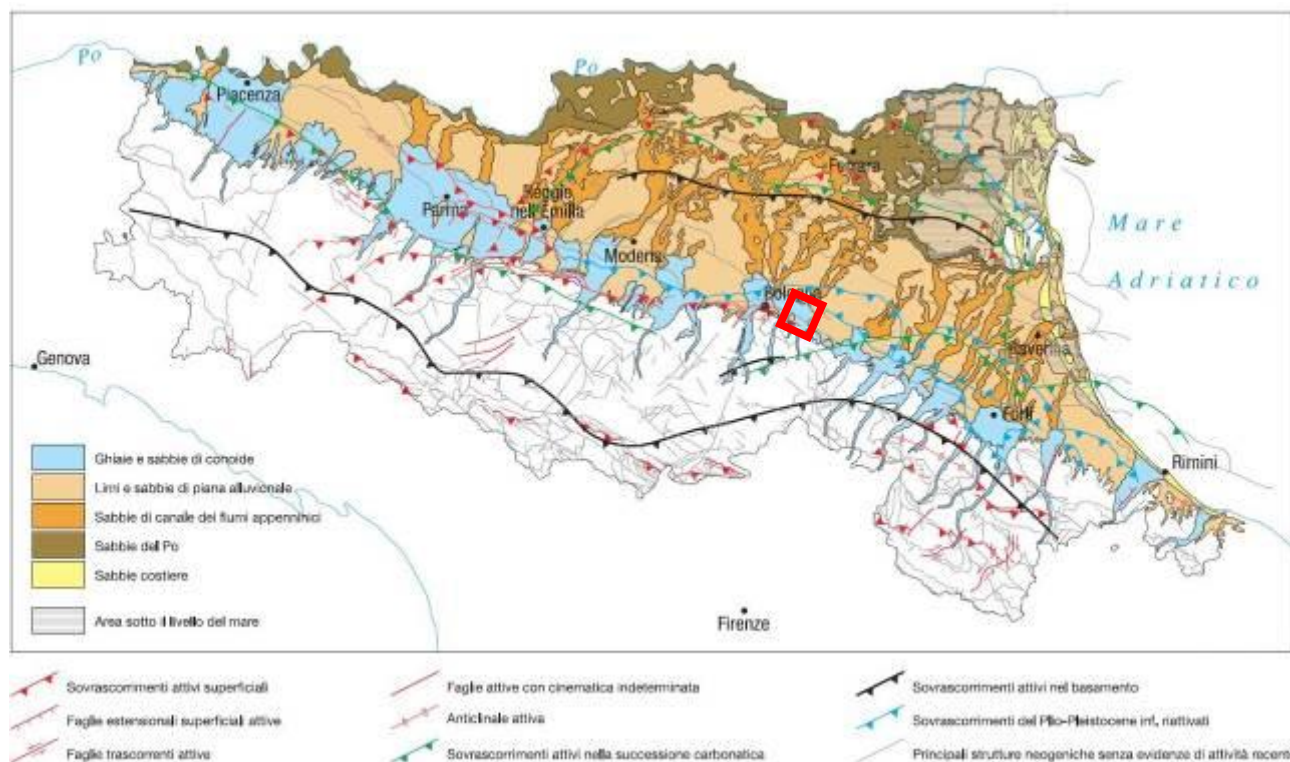 Po
Po
Piacenza
Ferrara
Parma
Reggio
nell'Emilia
Modena
Mare
Adriatico
Bologna
Ravenna
Genova
Forlì
Rimini
Firenze
Ghiaie e sabbie di conoide
Limi e sabbie di piana alluvionale
Sabbie di canale dei fiumi appenninici
Sabbie del Po
Sabbie costiere
Area sotto il livello del mare
Sovrascorrimenti attivi superficiali
Faglie attive con cinematica indeterminata
Sovrascorrimenti attivi nel basamento
Faglie estensionali superficiali attive
Anticlinale attiva
Sovrascorrimenti del Plio-Pleistocene inf. riattivati
Faglie trascorrenti attive
Sovrascorrimenti attivi nella successione carbonatica
Principali strutture neogeniche senza evidenze di attività recente